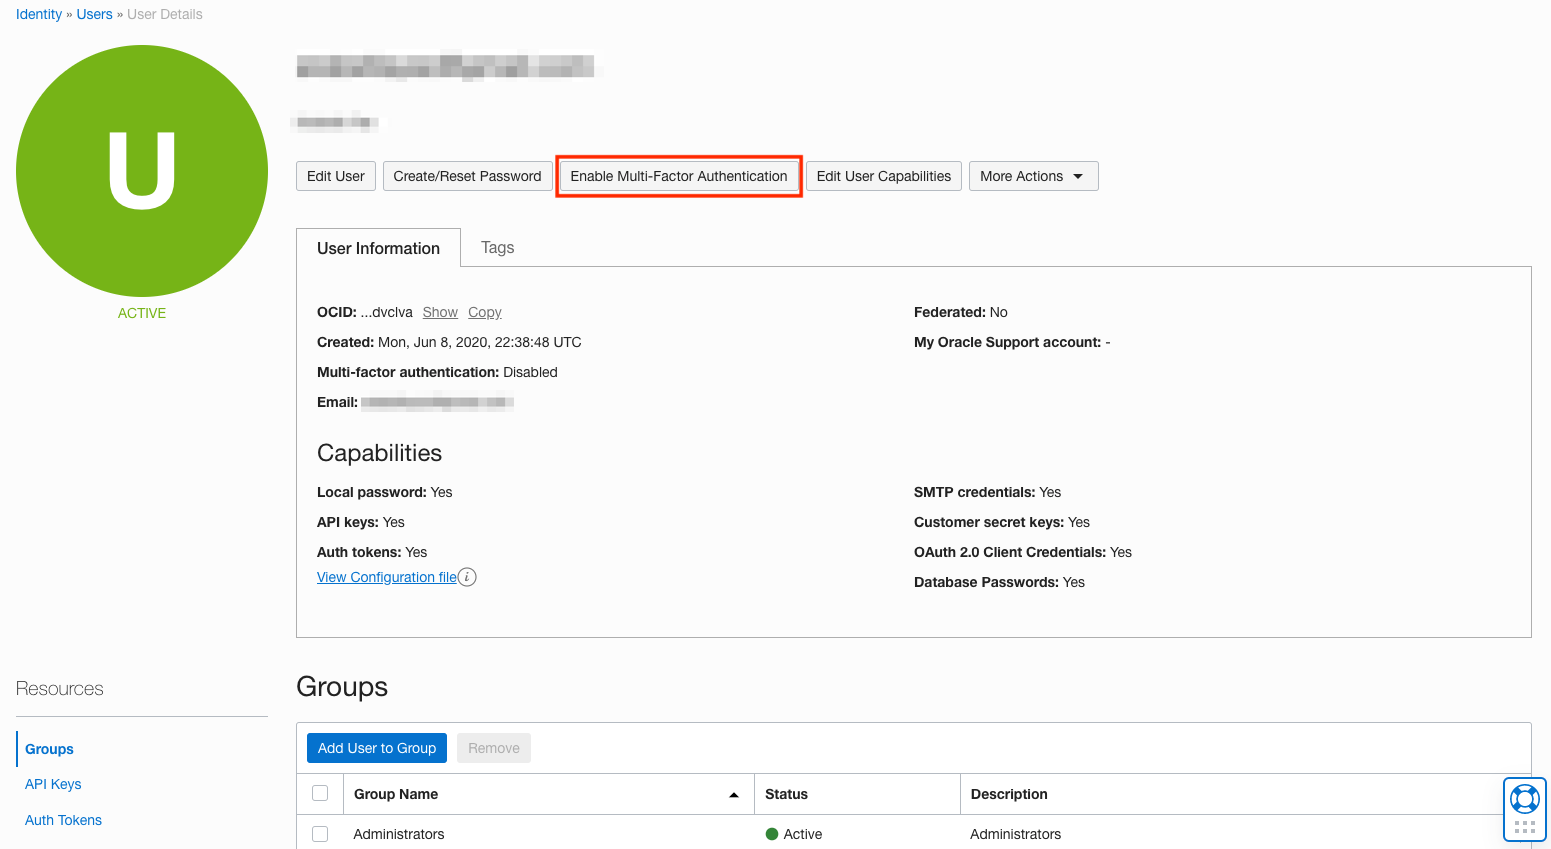 Identity » Users » User Details
U
ACTIVE
Edit User Create/Reset Password Enable Multi-Factor Authentication Edit User Capabilities More Actions
User Information Tags
OCID: ...dvclva Show Copy
Federated: No
Created: Mon, Jun 8, 2020, 22:38:48 UTC
My Oracle Support account: -
Multi-factor authentication: Disabled
Email:
Capabilities
Local password: Yes
SMTP credentials: Yes
API keys: Yes
Customer secret keys: Yes
Auth tokens: Yes
OAuth 2.0 Client Credentials: Yes
View Configuration file i
Database Passwords: Yes
Resources
Groups
API Keys
Auth Tokens
Groups
Add User to Group Remove
Group Name Status Description
Administrators Active Administrators